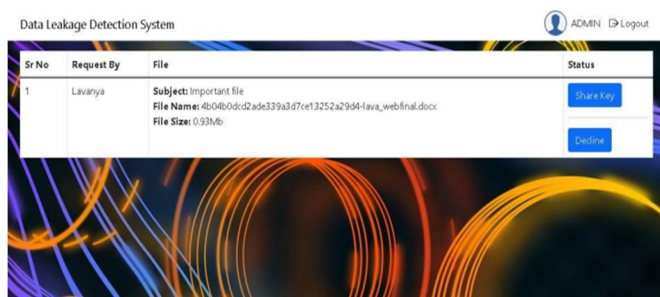 Data Leakage Detection System
ADMIN Logout
Sr No Request By File Status
1 Lavanya Subject: Important file Share Key
File Name: 4b04b0dcd2ade339a3d7ce13252a29d4-lava_webfinal.docx
File Size: 0.93Mb
Decline